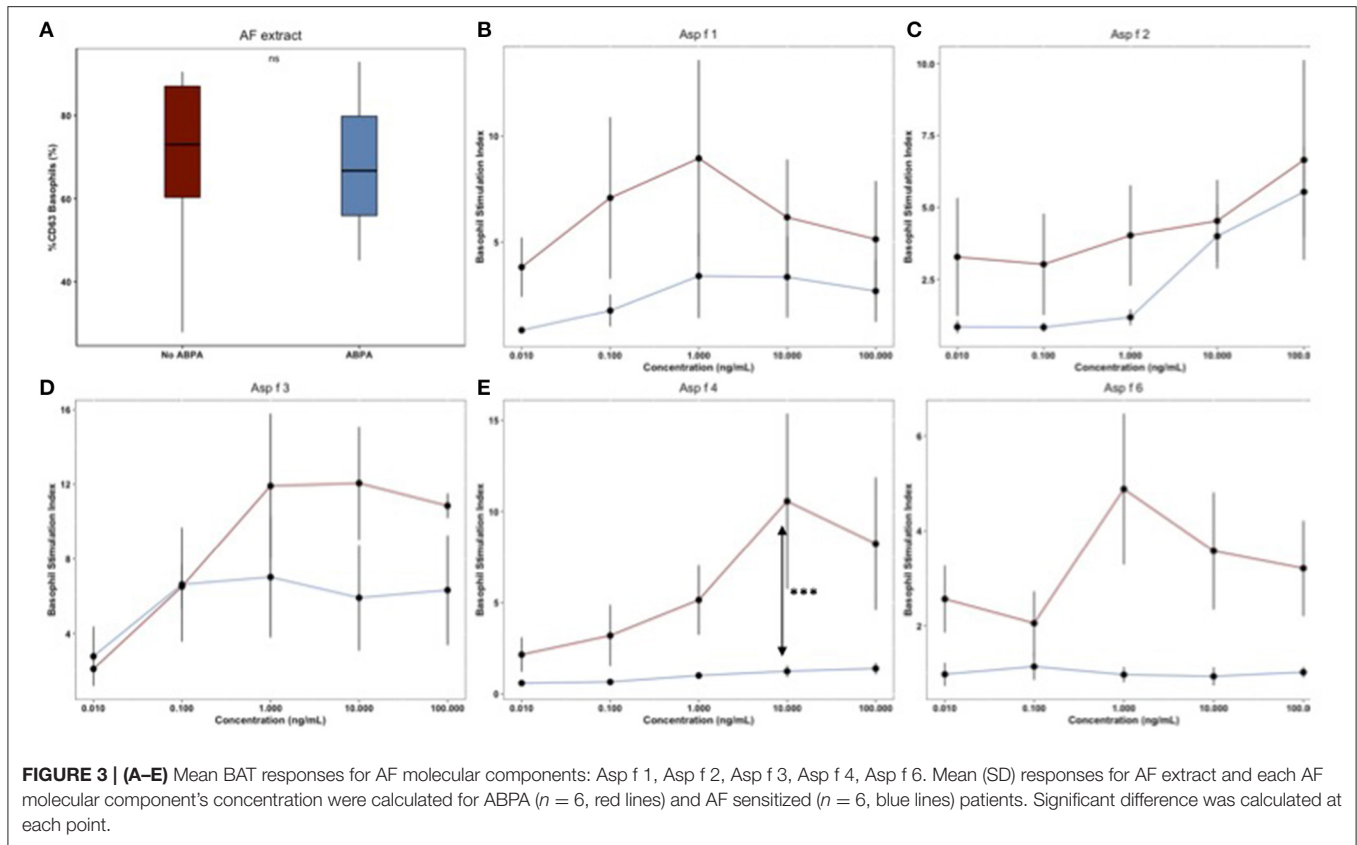 A
AF extract
ns
%CD63 Basophils (%)
80
60
40
No ABPA
ABPA
B
Asp f 1
Basophil Stimulation Index
10
5
0.010
0.100
1.000
10.000
100.000
Concentration (ng/mL)
C
Asp f 2
Basophil Stimulation Index
10.0
7.5
5.0
2.5
0.010
0.100
1.000
10.000
100.0
Concentration (ng/mL)
D
Asp f 3
Basophil Stimulation Index
16
12
8
4
0.010
0.100
1.000
10.000
100.000
Concentration (ng/mL)
E
Asp f 4
Basophil Stimulation Index
15
10
5
0
***
0.010
0.100
1.000
10.000
100.000
Concentration (ng/mL)
Asp f 6
Basophil Stimulation Index
6
4
2
0.010
0.100
1.000
10.000
100.0
Concentration (ng/mL)
FIGURE 3 | (A–E) Mean BAT responses for AF molecular components: Asp f 1, Asp f 2, Asp f 3, Asp f 4, Asp f 6. Mean (SD) responses for AF extract and each AF
molecular component's concentration were calculated for ABPA (n = 6, red lines) and AF sensitized (n = 6, blue lines) patients. Significant difference was calculated at
each point.